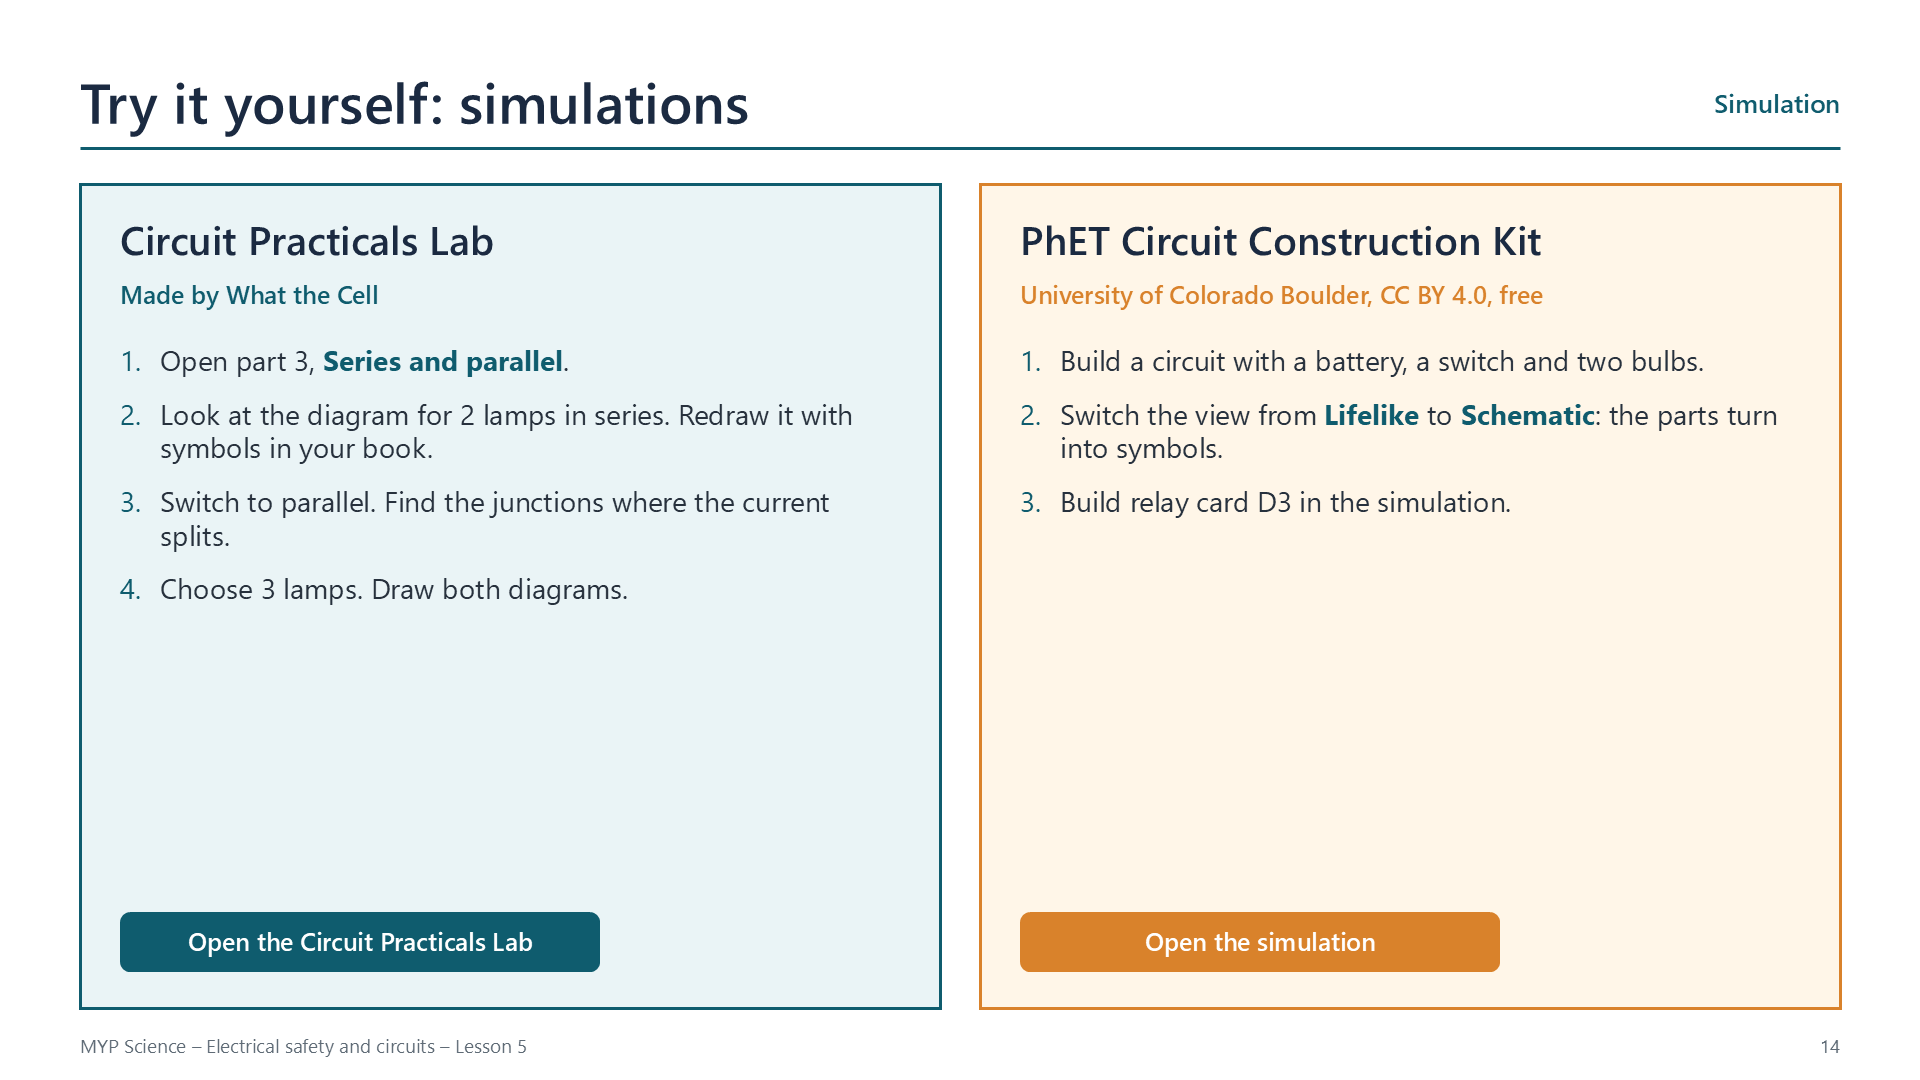 Try it yourself: simulations
Simulation
Circuit Practicals Lab
Made by What the Cell
1. Open part 3, Series and parallel.
2. Look at the diagram for 2 lamps in series. Redraw it with
symbols in your book.
3. Switch to parallel. Find the junctions where the current
splits.
4. Choose 3 lamps. Draw both diagrams.
Open the Circuit Practicals Lab
PhET Circuit Construction Kit
University of Colorado Boulder, CC BY 4.0, free
1. Build a circuit with a battery, a switch and two bulbs.
2. Switch the view from Lifelike to Schematic: the parts turn
into symbols.
3. Build relay card D3 in the simulation.
Open the simulation
MYP Science – Electrical safety and circuits – Lesson 5
14